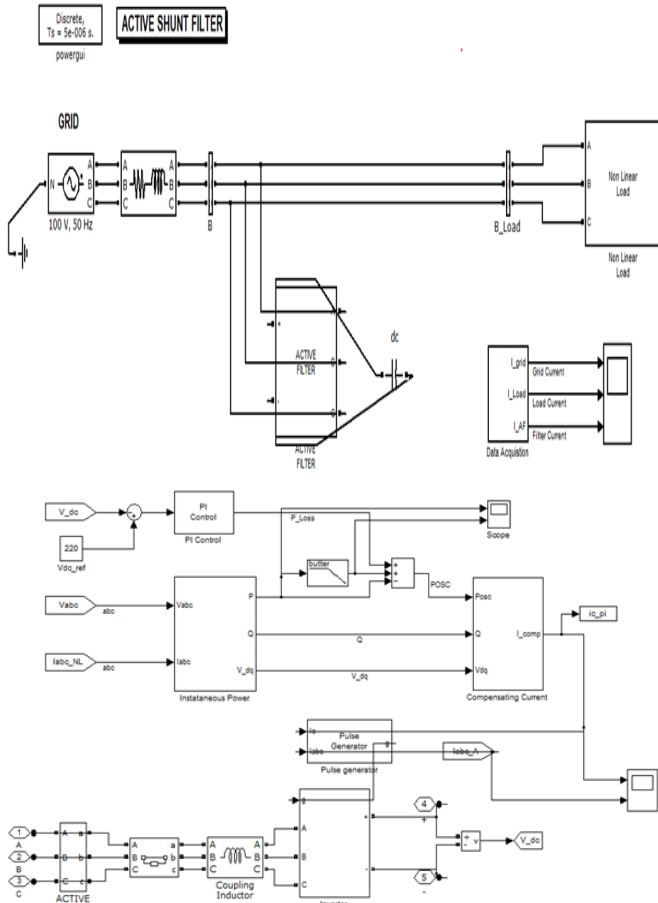 Discrete,
Ts = 5e-006 s.
powergui
ACTIVE SHUNT FILTER
GRID
N
A
B
C
A
B
C
A
B
C
100 V, 50 Hz
B
B_Load
A
B
C
Non Linear
Load
Non Linear
Load
+
-
A
B
C
ACTIVE
FILTER
ACTIVE
FILTER
dc
I_grid
I_Load
I_AF
Grid Current
Load Current
Filter Current
Data Acquistion
V_dc
220
Vdc_ref
PI
Control
PI Control
P_Loss
Scope
butter
POSC
Vabc
abc
Iabc_NL
abc
Vabc
Iabc
P
Q
V_dq
Instataneous Power
Q
V_dq
Posc
Q
Vdq
I_comp
Compensating Current
ic_pi
Ic
Iabc
Pulse
Generator
g
Pulse generator
Iabc_A
1
A
2
B
3
C
A
B
C
a
b
c
ACTIVE
A
B
C
a
b
c
A
B
C
A
B
C
Coupling
Inductor
g
A
B
C
+
-
4
+
5
-
+
-
v
V_dc